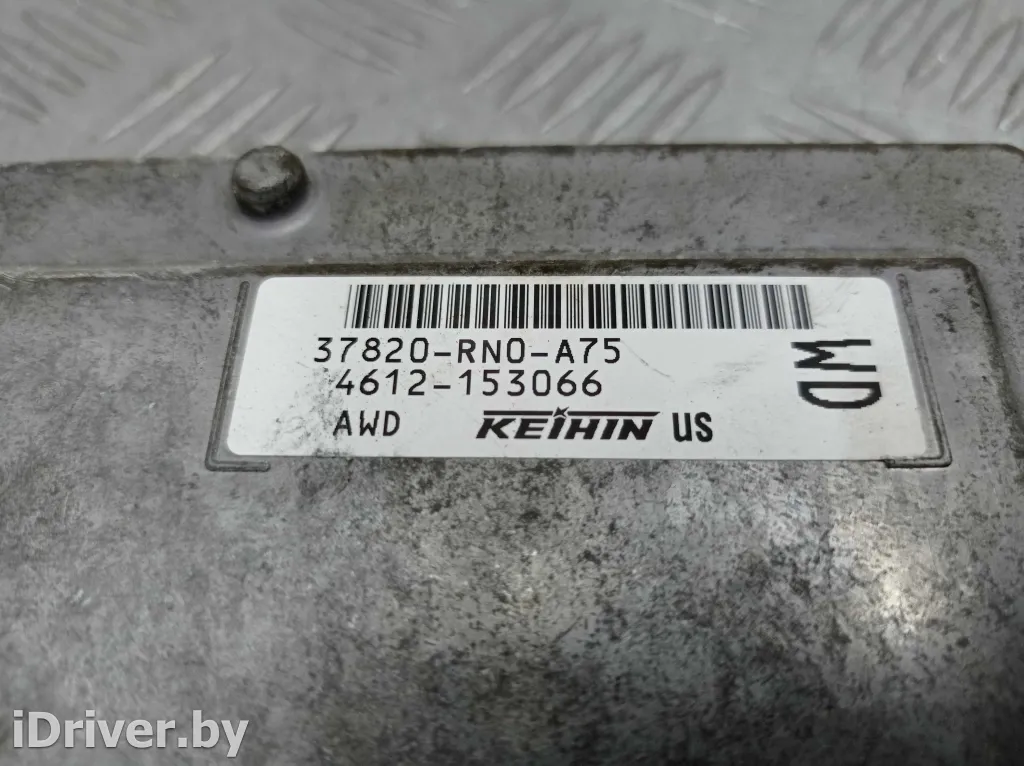 37820-RN0-A75
4612-153066
AWD KEIHIN US
WD
iDriver.by